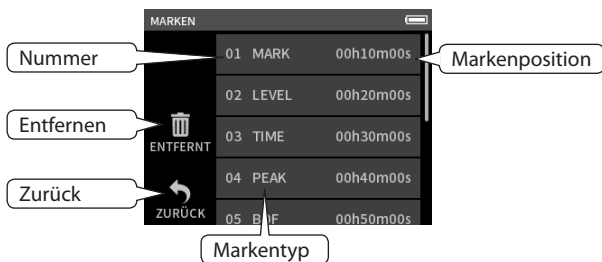 MARKEN
Nummer
01 MARK 00h10m00s
Markenposition
02 LEVEL 00h20m00s
Entfernen
ENTFERNT
03 TIME 00h30m00s
04 PEAK 00h40m00s
Zurück
ZURÜCK
05 BOF 00h50m00s
Markentyp